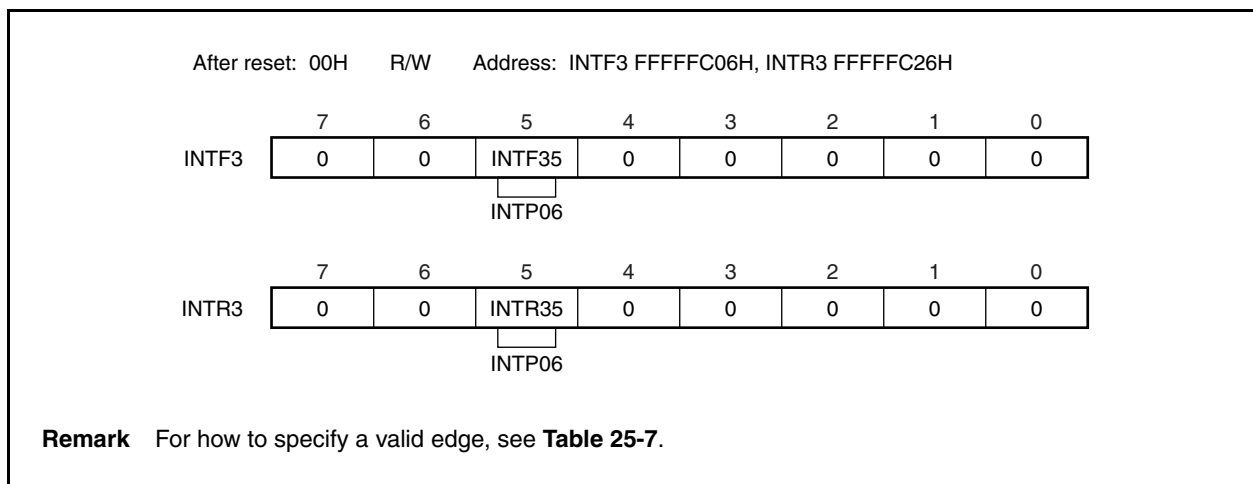 After reset: 00H R/W Address: INTF3 FFFFFC06H, INTR3 FFFFFC26H
7 6 5 4 3 2 1 0
INTF3 0 0 INTF35 0 0 0 0 0
INTP06
7 6 5 4 3 2 1 0
INTR3 0 0 INTR35 0 0 0 0 0
INTP06
Remark For how to specify a valid edge, see Table 25-7.